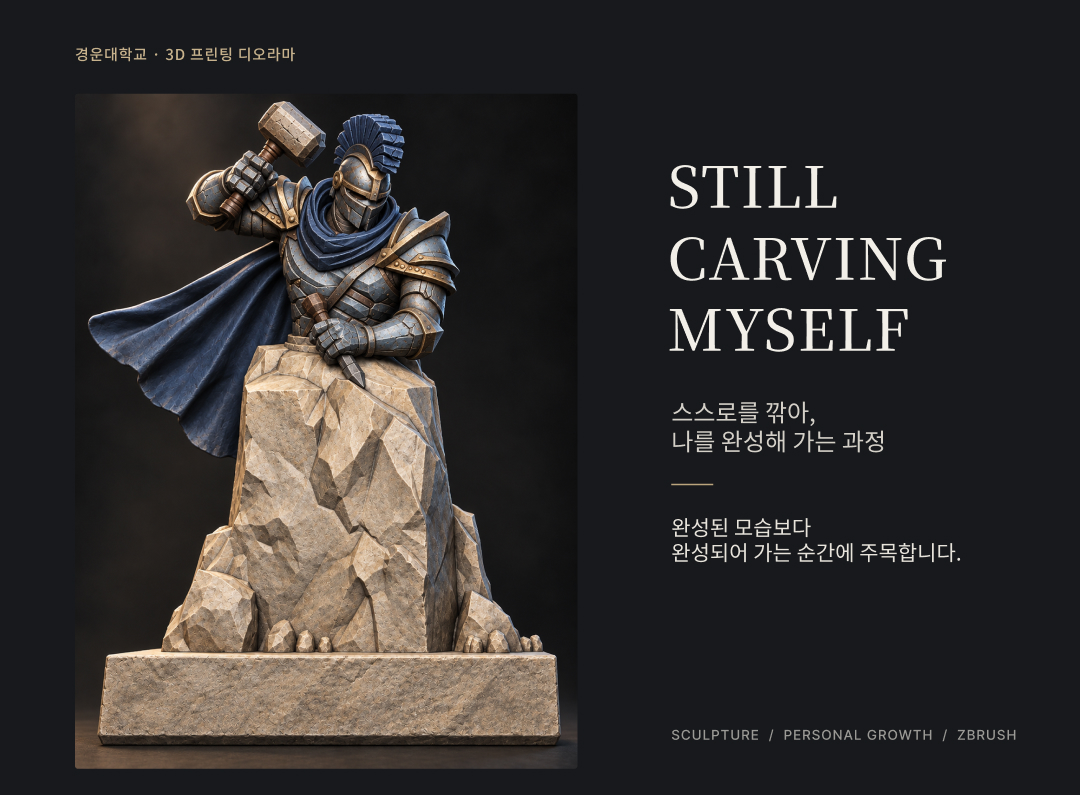 경운대학교 · 3D 프린팅 디오라마
STILL
CARVING
MYSELF
스스로를 깎아,
나를 완성해 가는 과정
완성된 모습보다
완성되어 가는 순간에 주목합니다.
SCULPTURE / PERSONAL GROWTH / ZBRUSH